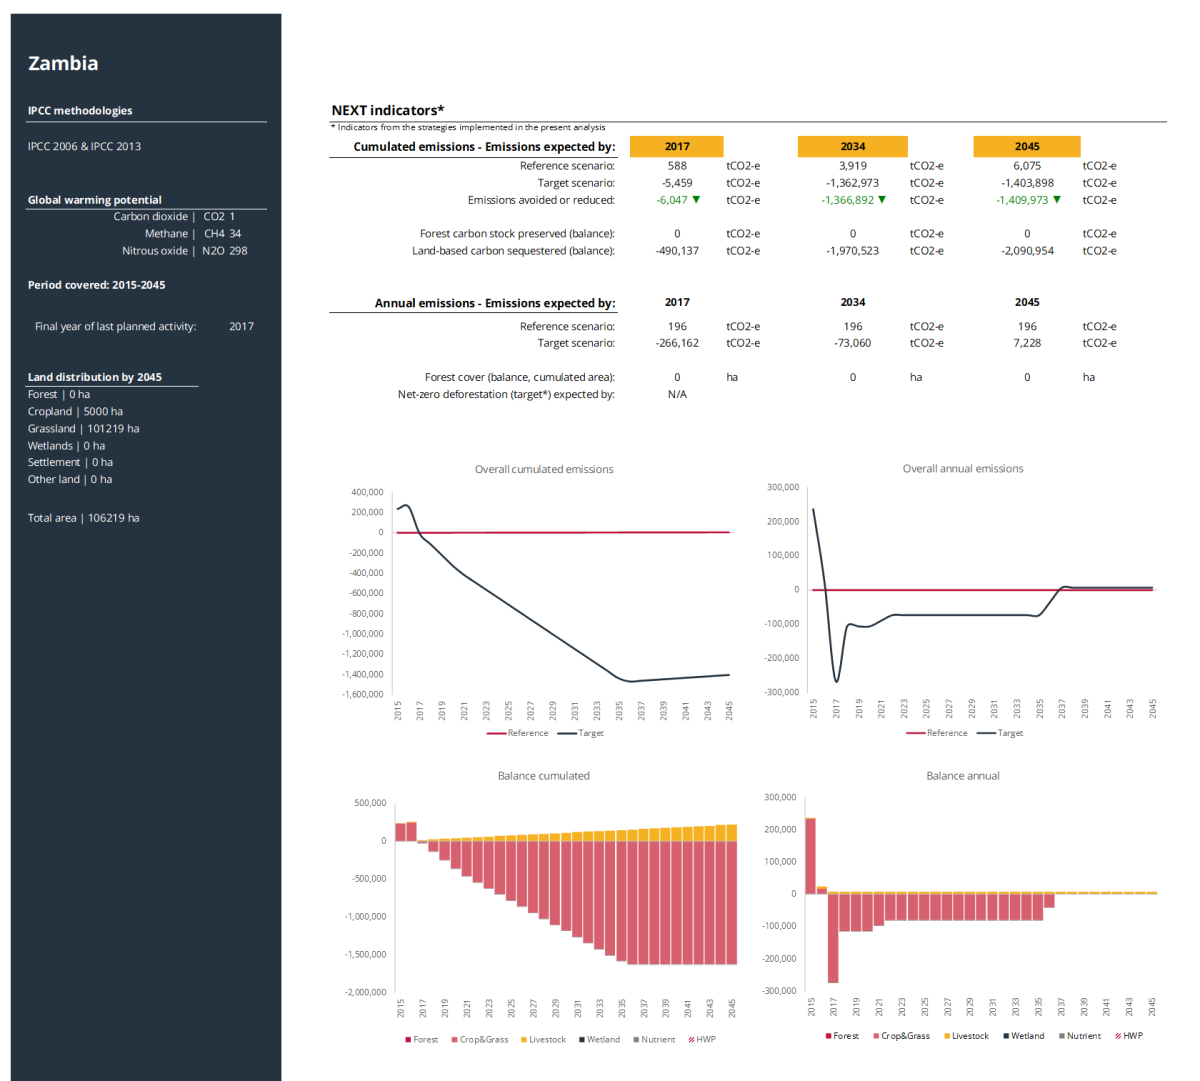 Zambia
IPCC methodologies
IPCC 2006 & IPCC 2013
Global warming potential
Carbon dioxide | CO2 1
Methane | CH4 34
Nitrous oxide | N2O 298
Period covered: 2015-2045
Final year of last planned activity: 2017
Land distribution by 2045
Forest | 0 ha
Cropland | 5000 ha
Grassland | 101219 ha
Wetlands | 0 ha
Settlement | 0 ha
Other land | 0 ha
Total area | 106219 ha
NEXT indicators*
* Indicators from the strategies implemented in the present analysis
Cumulated emissions - Emissions expected by: 2017 2034 2045
Reference scenario: 588 tCO2-e 3,919 tCO2-e 6,075 tCO2-e
Target scenario: -5,459 tCO2-e -1,362,973 tCO2-e -1,403,898 tCO2-e
Emissions avoided or reduced: -6,047 ▼ tCO2-e -1,366,892 ▼ tCO2-e -1,409,973 ▼ tCO2-e
Forest carbon stock preserved (balance): 0 tCO2-e 0 tCO2-e 0 tCO2-e
Land-based carbon sequestered (balance): -490,137 tCO2-e -1,970,523 tCO2-e -2,090,954 tCO2-e
Annual emissions - Emissions expected by: 2017 2034 2045
Reference scenario: 196 tCO2-e 196 tCO2-e 196 tCO2-e
Target scenario: -266,162 tCO2-e -73,060 tCO2-e 7,228 tCO2-e
Forest cover (balance, cumulated area): 0 ha 0 ha 0 ha
Net-zero deforestation (target*) expected by: N/A
Overall cumulated emissions
400,000
200,000
0
-200,000
-400,000
-600,000
-800,000
-1,000,000
-1,200,000
-1,400,000
-1,600,000
2015 2017 2019 2021 2023 2025 2027 2029 2031 2033 2035 2037 2039 2041 2043 2045
Reference Target
Overall annual emissions
300,000
200,000
100,000
0
-100,000
-200,000
-300,000
2015 2017 2019 2021 2023 2025 2027 2029 2031 2033 2035 2037 2039 2041 2043 2045
Reference Target
Balance cumulated
500,000
0
-500,000
-1,000,000
-1,500,000
-2,000,000
2015 2017 2019 2021 2023 2025 2027 2029 2031 2033 2035 2037 2039 2041 2043 2045
Forest Crop&Grass Livestock Wetland Nutrient HWP
Balance annual
300,000
200,000
100,000
0
-100,000
-200,000
-300,000
2015 2017 2019 2021 2023 2025 2027 2029 2031 2033 2035 2037 2039 2041 2043 2045
Forest Crop&Grass Livestock Wetland Nutrient HWP